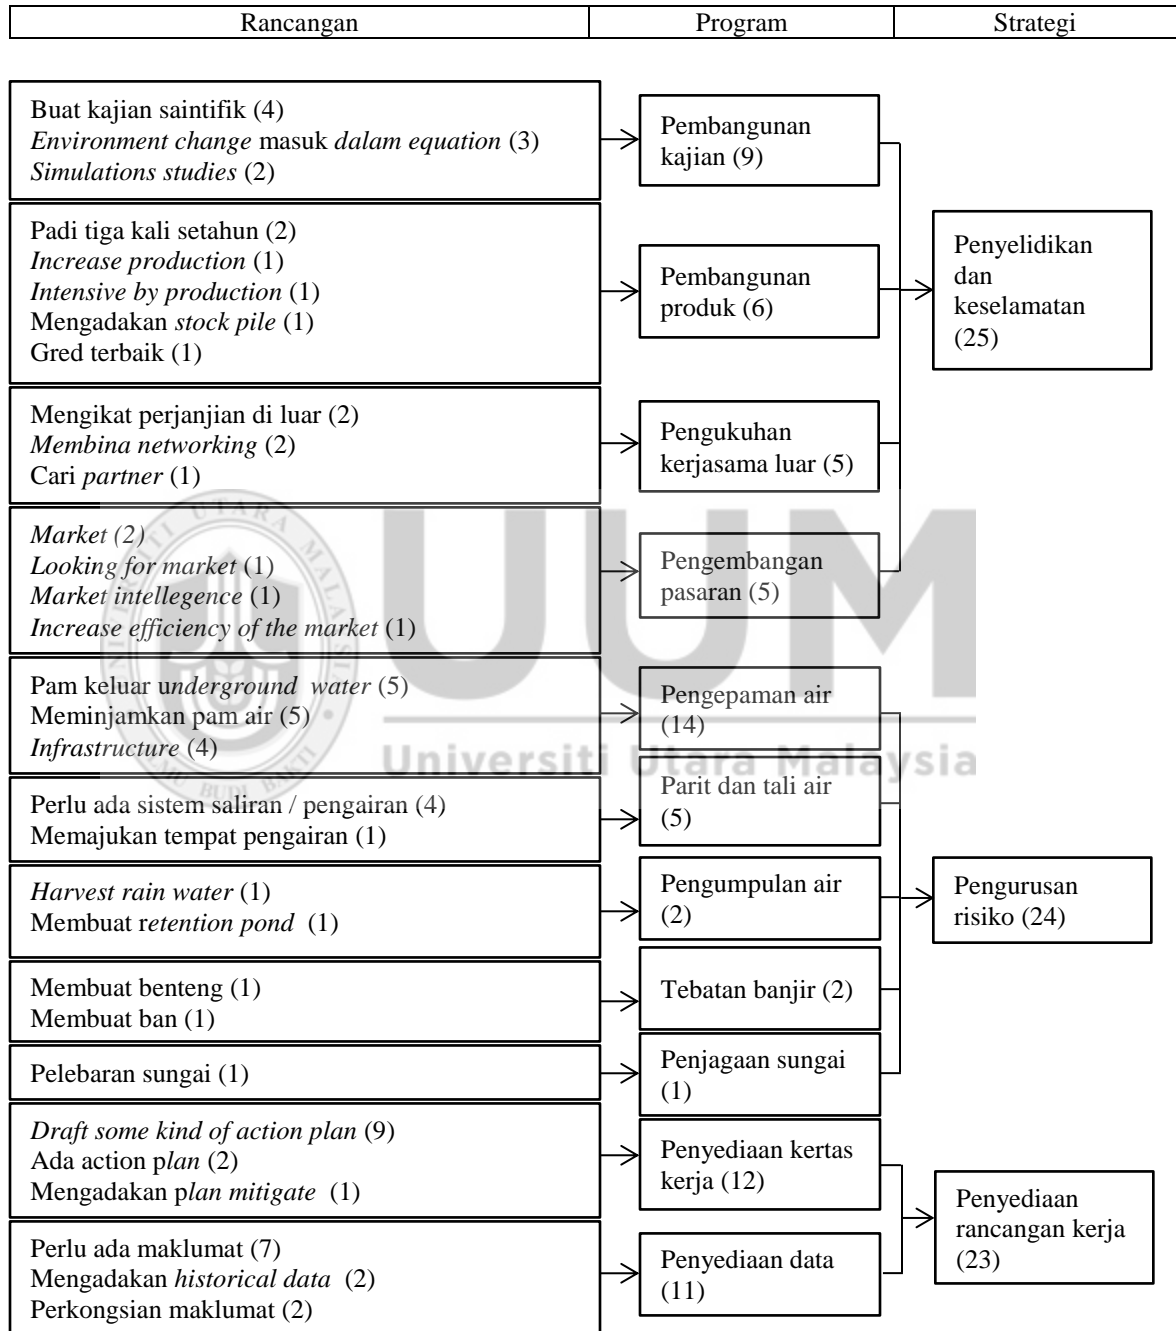 Rancangan Program Strategi
Buat kajian saintifik (4)
Environment change masuk dalam equation (3)
Simulations studies (2)
Pembangunan
kajian (9)
Padi tiga kali setahun (2)
Increase production (1)
Intensive by production (1)
Mengadakan stock pile (1)
Gred terbaik (1)
Pembangunan
produk (6)
Penyelidikan
dan
keselamatan
(25)
Mengikat perjanjian di luar (2)
Membina networking (2)
Cari partner (1)
Pengukuhan
kerjasama luar (5)
Market (2)
Looking for market (1)
Market intellegence (1)
Increase efficiency of the market (1)
Pengembangan
pasaran (5)
Pam keluar underground water (5)
Meminjamkan pam air (5)
Infrastructure (4)
Pengepaman air
(14)
Perlu ada sistem saliran / pengairan (4)
Memajukan tempat pengairan (1)
Parit dan tali air
(5)
Harvest rain water (1)
Membuat retention pond (1)
Pengumpulan air
(2)
Pengurusan
risiko (24)
Membuat benteng (1)
Membuat ban (1)
Tebatan banjir (2)
Pelebaran sungai (1)
Penjagaan sungai
(1)
Draft some kind of action plan (9)
Ada action plan (2)
Mengadakan plan mitigate (1)
Penyediaan kertas
kerja (12)
Penyediaan
rancangan kerja
(23)
Perlu ada maklumat (7)
Mengadakan historical data (2)
Perkongsian maklumat (2)
Penyediaan data
(11)
UUM
Universiti Utara Malaysia
UNIVERSITI UTARA MALAYSIA
ILMU BUDI BAKTI